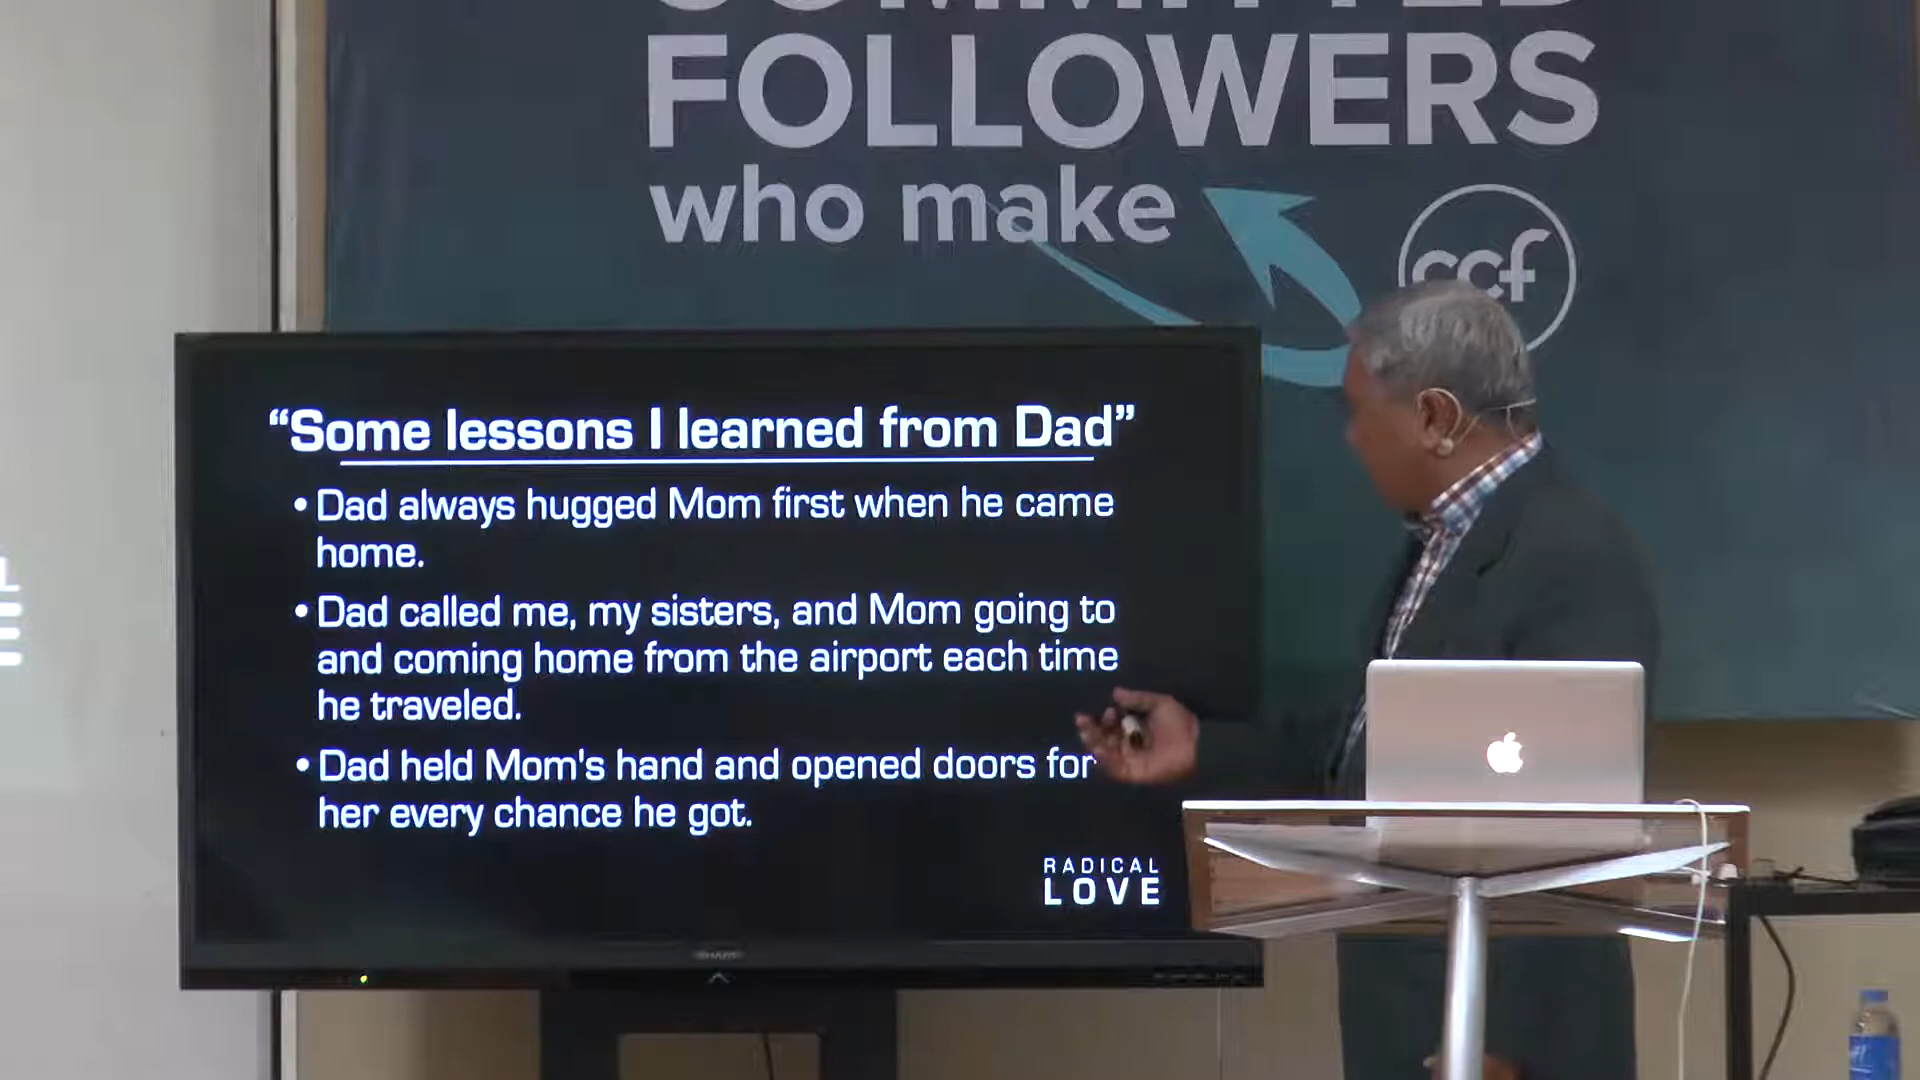 COMMITTED
FOLLOWERS
who make
ccf
“Some lessons I learned from Dad”
• Dad always hugged Mom first when he came
home.
• Dad called me, my sisters, and Mom going to
and coming home from the airport each time
he traveled.
• Dad held Mom's hand and opened doors for
her every chance he got.
RADICAL
LOVE
SHARP